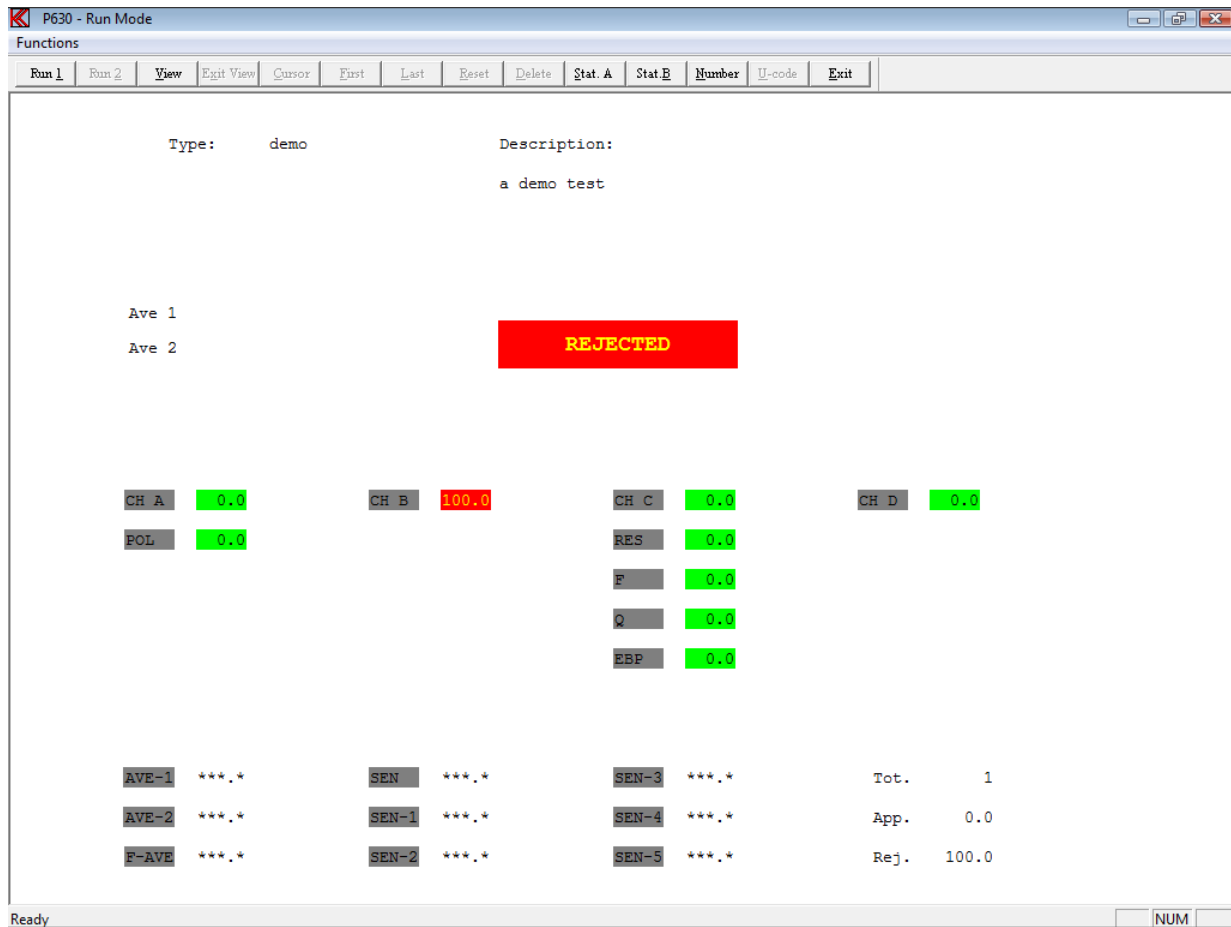 P630 - Run Mode
Functions
Run 1 Run 2 View Exit View Cursor First Last Reset Delete Stat. A Stat.B Number U-code Exit
Type: demo Description:
a demo test
Ave 1
REJECTED
Ave 2
CH A 0.0 CH B 100.0 CH C 0.0 CH D 0.0
POL 0.0 RES 0.0
F 0.0
Q 0.0
EBP 0.0
AVE-1 ***.* SEN ***.* SEN-3 ***.* Tot. 1
AVE-2 ***.* SEN-1 ***.* SEN-4 ***.* App. 0.0
F-AVE ***.* SEN-2 ***.* SEN-5 ***.* Rej. 100.0
Ready NUM